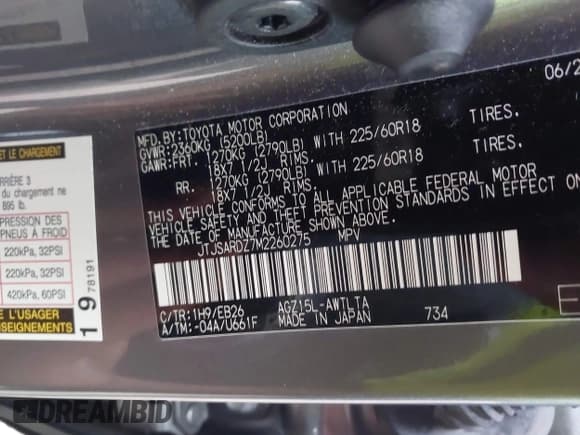 06/2
MFD.BY:TOYOTA MOTOR CORPORATION
GVWR:2360KG (5200LB)
GAWR:FRT. 1270KG (2790LB) WITH 225/60R18 TIRES.
18X7 1/2J RIMS.
RR. 1270KG (2790LB) WITH 225/60R18 TIRES.
18X7 1/2J RIMS.
THIS VEHICLE CONFORMS TO ALL APPLICABLE FEDERAL MOTOR
VEHICLE SAFETY AND THEFT PREVENTION STANDARDS IN EFFECT ON
THE DATE OF MANUFACTURE SHOWN ABOVE.
JTJSARDZ7M2260275 MPV
C/TR:1H9/EB26 AGZ15L-AWTLTA
A/TM:-04A/U661F MADE IN JAPAN 734
ET LE CHARGEMENT
ARRIÈRE 3
du chargement ne
895 lb.
PRESSION DES
PNEUS À FROID
220kPa, 32PSI
220kPa, 32PSI
420kPa, 60PSI
E L'USAGER
ENSEIGNEMENTS
19 78191
DREAMBID